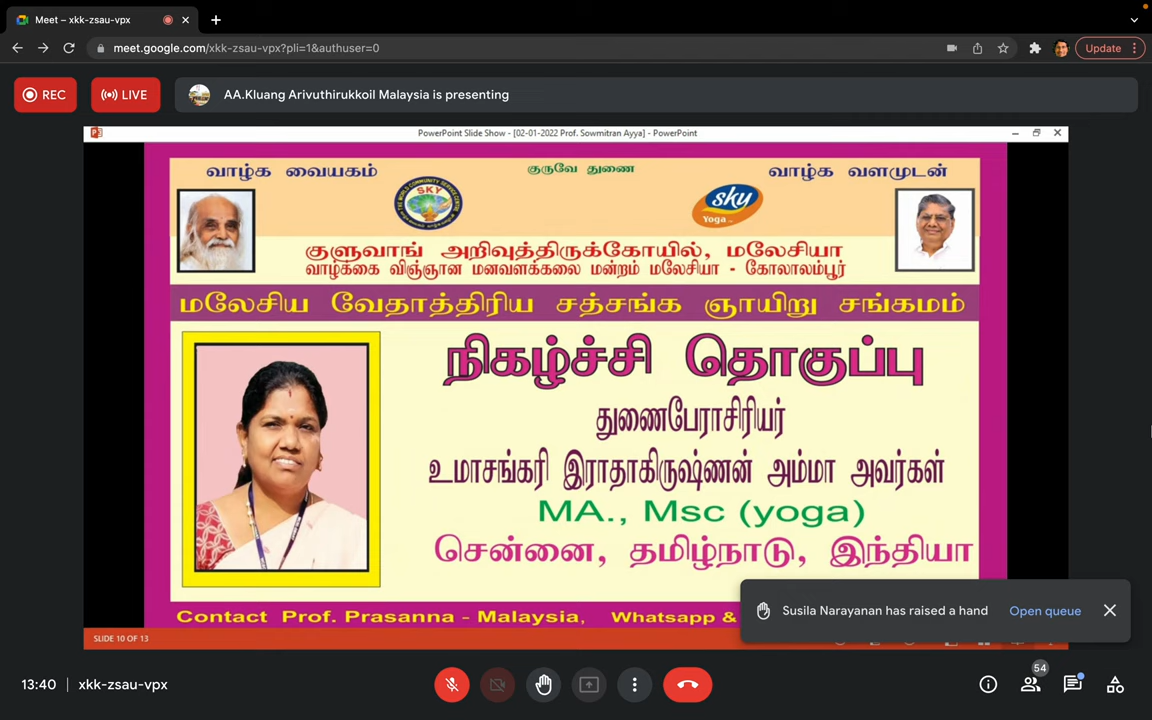 Meet – xkk-zsau-vpx
meet.google.com/xkk-zsau-vpx?pli=1&authuser=0
Update
REC
LIVE
AA.Kluang Arivuthirukkoil Malaysia is presenting
PowerPoint Slide Show - [02-01-2022 Prof. Sowmitran Ayya] - PowerPoint
வாழ்க வையகம்
குருவே துணை
வாழ்க வளமுடன்
SKY
sky
Yoga
குளுவாங் அறிவுத்திருக்கோயில், மலேசியா
வாழ்க்கை விஞ்ஞான மனவளக்கலை மன்றம் மலேசியா - கோலாலம்பூர்
மலேசிய வேதாத்திரிய சத்சங்க ஞாயிறு சங்கமம்
நிகழ்ச்சி தொகுப்பு
துணைபேராசிரியர்
உமாசங்கரி இராதாகிருஷ்ணன் அம்மா அவர்கள்
MA., Msc (yoga)
சென்னை, தமிழ்நாடு, இந்தியா
Contact Prof. Prasanna - Malaysia, Whatsapp &
Susila Narayanan has raised a hand
Open queue
SLIDE 10 OF 13
13:40 | xkk-zsau-vpx
54